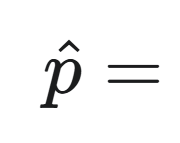 p̂ =